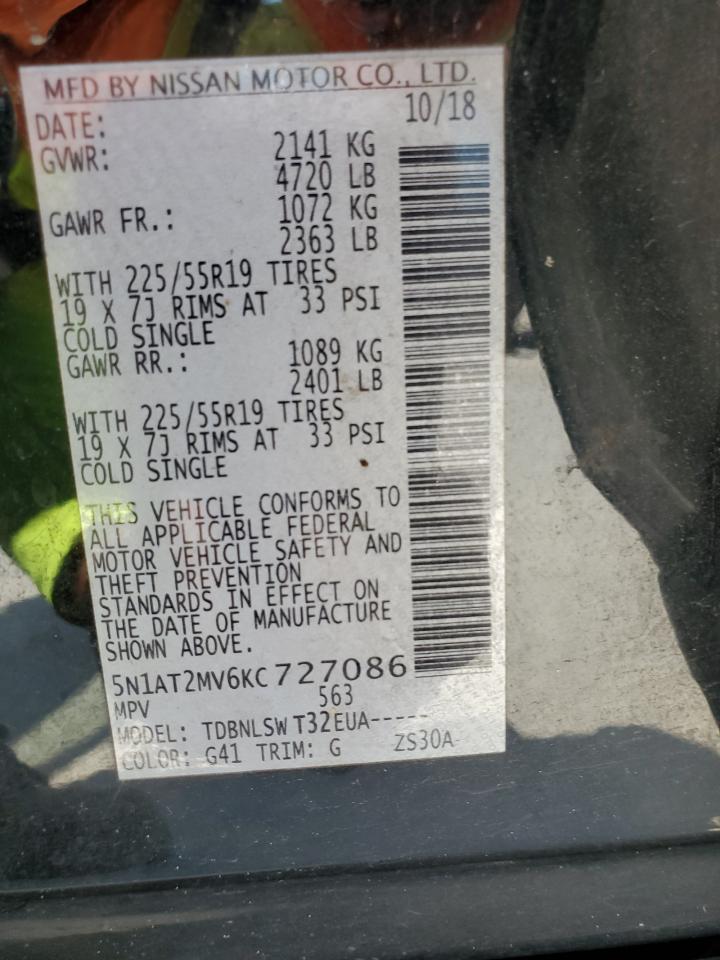 MFD BY NISSAN MOTOR CO., LTD.
DATE: 10/18
GVWR: 2141 KG
4720 LB
GAWR FR.: 1072 KG
2363 LB
WITH 225/55R19 TIRES
19 X 7J RIMS AT 33 PSI
COLD SINGLE
GAWR RR.: 1089 KG
2401 LB
WITH 225/55R19 TIRES
19 X 7J RIMS AT 33 PSI
COLD SINGLE
THIS VEHICLE CONFORMS TO
ALL APPLICABLE FEDERAL
MOTOR VEHICLE SAFETY AND
THEFT PREVENTION
STANDARDS IN EFFECT ON
THE DATE OF MANUFACTURE
SHOWN ABOVE.
5N1AT2MV6KC727086
MPV 563
MODEL: TDBNLSW T32EUA-----
COLOR: G41 TRIM: G ZS30A